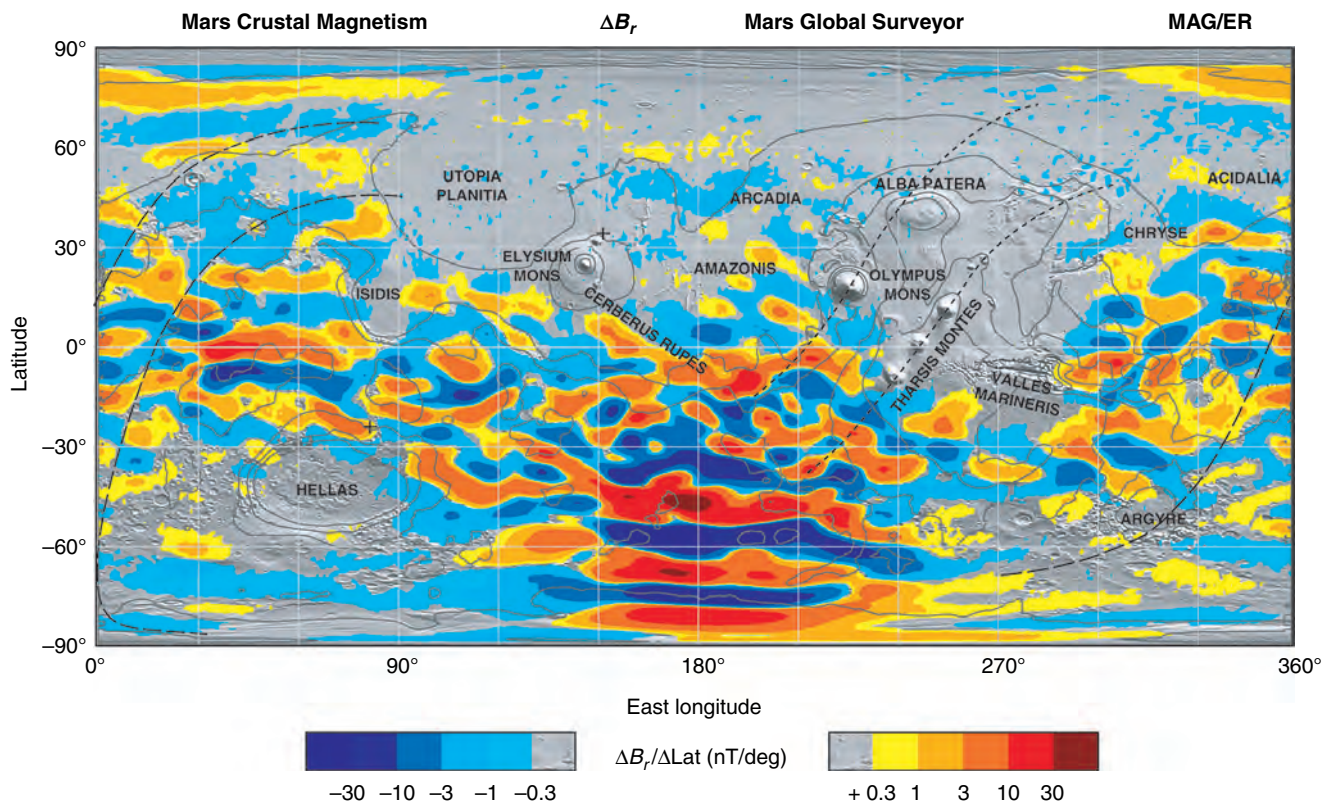 Mars Crustal Magnetism ΔBr Mars Global Surveyor MAG/ER
90°
60°
30°
0°
−30°
−60°
−90°
Latitude
UTOPIA
PLANITIA
ARCADIA
ALBA PATERA
ACIDALIA
CHRYSE
ELYSIUM
MONS
AMAZONIS
OLYMPUS
MONS
ISIDIS
CERBERUS RUPES
THARSIS MONTES
VALLES
MARINERIS
HELLAS
ARGYRE
0° 90° 180° 270° 360°
East longitude
ΔBr/ΔLat (nT/deg)
−30 −10 −3 −1 −0.3 + 0.3 1 3 10 30